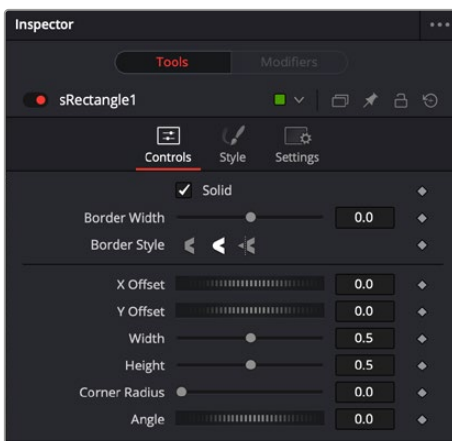 Inspector
Tools Modifiers
sRectangle1
Controls Style Settings
Solid
Border Width 0.0
Border Style
X Offset 0.0
Y Offset 0.0
Width 0.5
Height 0.5
Corner Radius 0.0
Angle 0.0